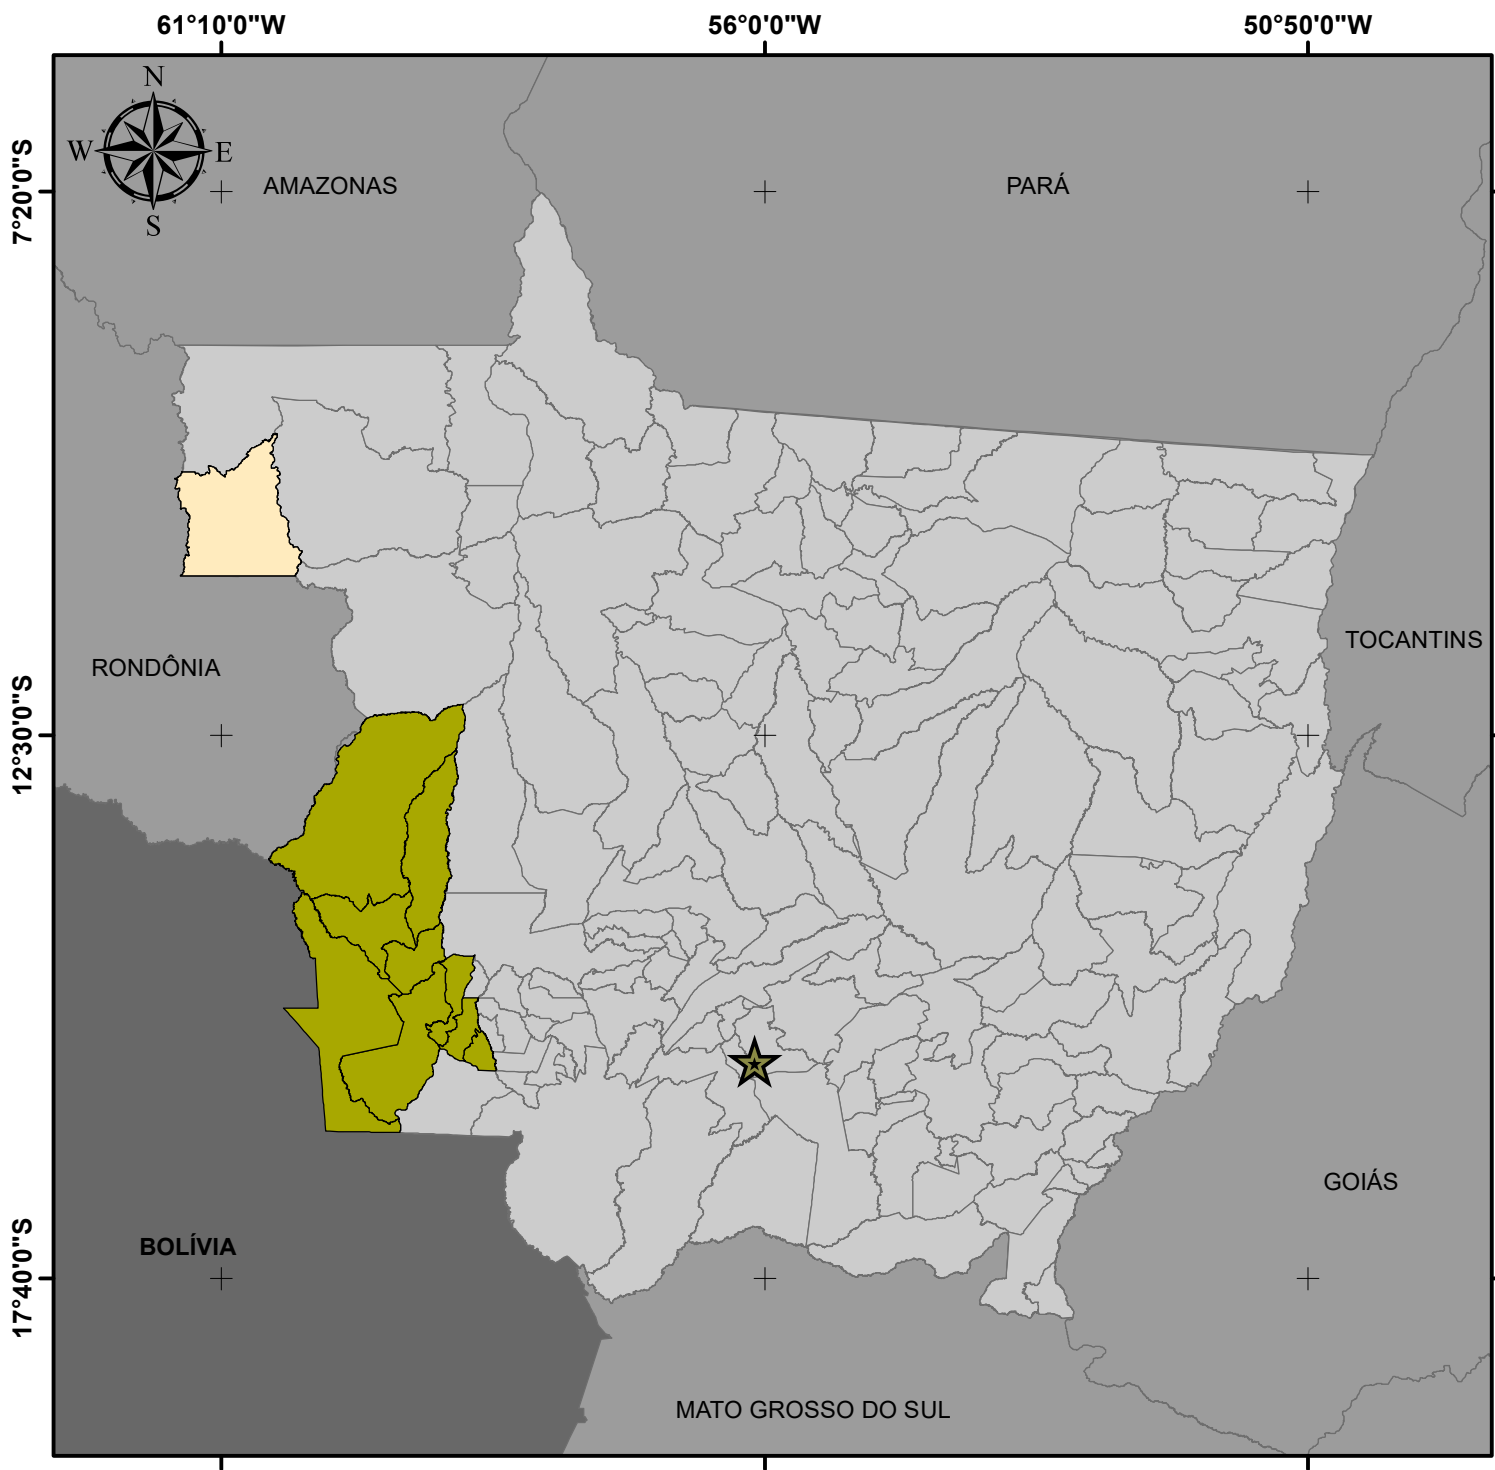 61°10'0"W
56°0'0"W
50°50'0"W
N
W
E
S
7°20'0"S
AMAZONAS
PARÁ
RONDÔNIA
TOCANTINS
12°30'0"S
GOIÁS
BOLÍVIA
17°40'0"S
MATO GROSSO DO SUL